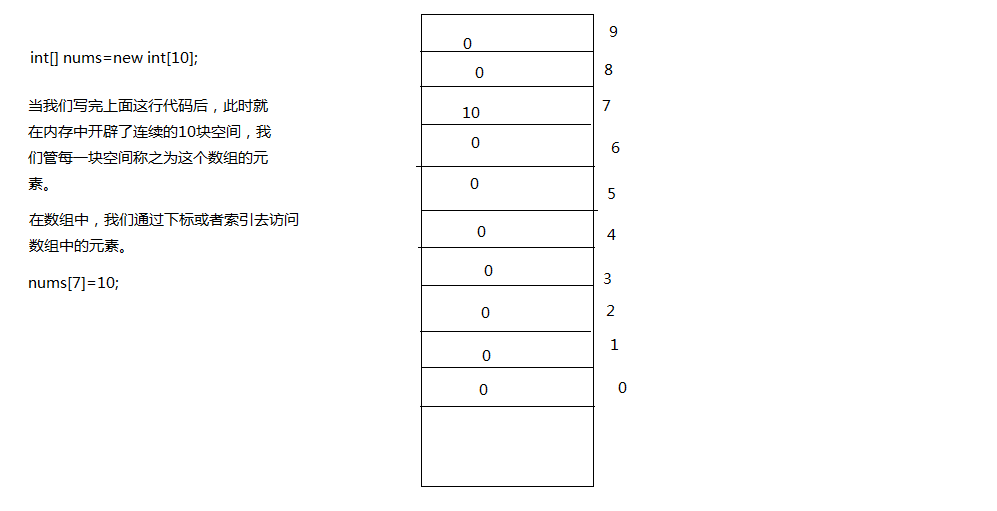 int[] nums=new int[10];
当我们写完上面这行代码后，此时就
在内存中开辟了连续的10块空间，我
们管每一块空间称之为这个数组的元
素。
在数组中，我们通过下标或者索引去访问
数组中的元素。
nums[7]=10;
0 9
0 8
10 7
0 6
0 5
0 4
0 3
0 2
0 1
0 0